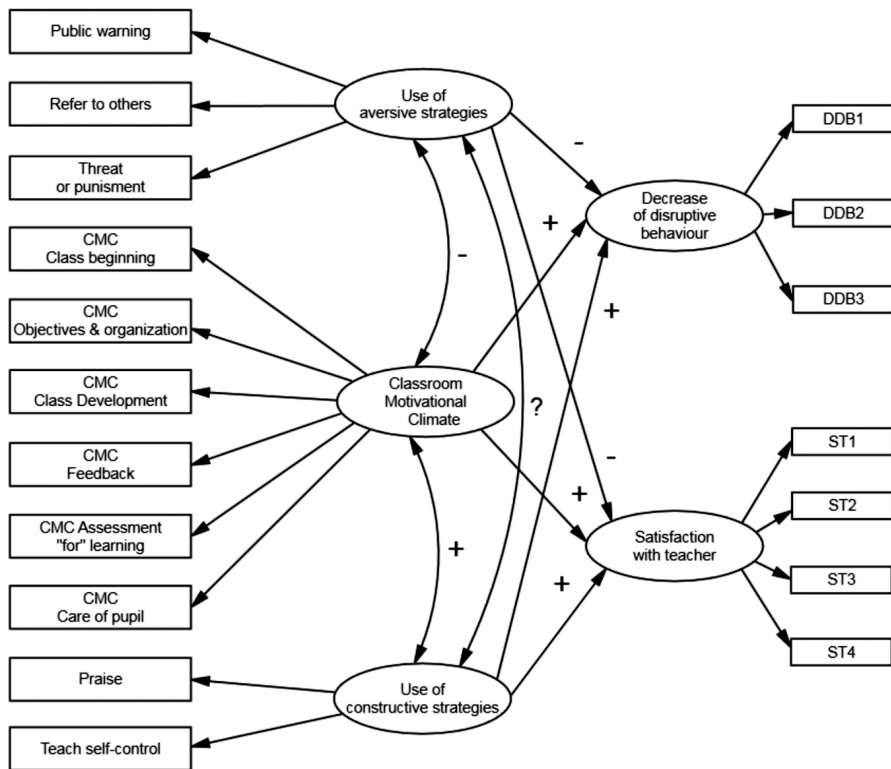 Public warning
Refer to others
Threat
or punisment
CMC
Class beginning
CMC
Objectives & organization
CMC
Class Development
CMC
Feedback
CMC Assessment
"for" learning
CMC
Care of pupil
Praise
Teach self-control
Use of
aversive strategies
-
Classroom
Motivational
Climate
+
Use of
constructive strategies
?
-
+
+
-
+
+
Decrease
of disruptive
behaviour
Satisfaction
with teacher
DDB1
DDB2
DDB3
ST1
ST2
ST3
ST4